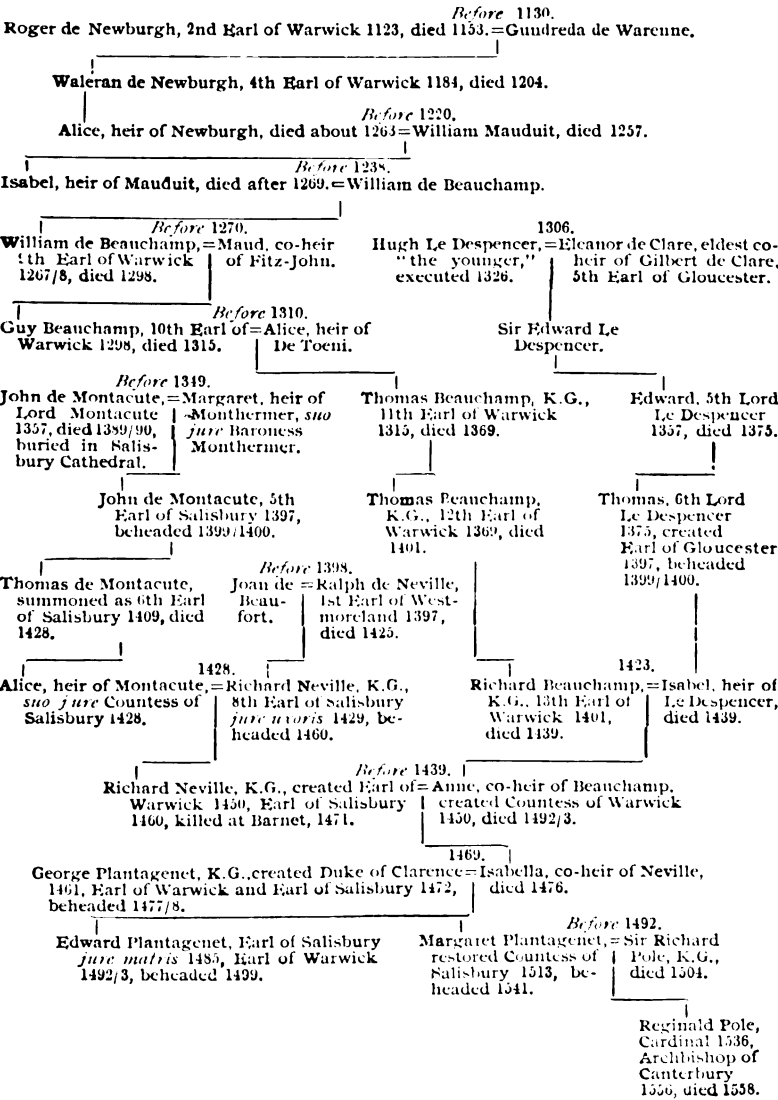 Before 1130.
Roger de Newburgh, 2nd Earl of Warwick 1123, died 1153.=Gundreda de Warenne.
Waleran de Newburgh, 4th Earl of Warwick 1184, died 1204.
Before 1220.
Alice, heir of Newburgh, died about 1263=William Mauduit, died 1257.
Before 1238.
Isabel, heir of Mauduit, died after 1269.=William de Beauchamp.
Before 1270.
William de Beauchamp,=Maud, co-heir
9th Earl of Warwick of Fitz-John.
1267/8, died 1298.
1306.
Hugh Le Despencer,=Eleanor de Clare, eldest co-
"the younger," heir of Gilbert de Clare,
executed 1326. 5th Earl of Gloucester.
Before 1310.
Guy Beauchamp, 10th Earl of=Alice, heir of
Warwick 1298, died 1315. De Toeni.
Sir Edward Le
Despencer.
Before 1349.
John de Montacute,=Margaret, heir of
Lord Montacute Monthermer, suo
1357, died 1389/90, jure Baroness
buried in Salis- Monthermer.
bury Cathedral.
Thomas Beauchamp, K.G.,
11th Earl of Warwick
1315, died 1369.
Edward, 5th Lord
Le Despencer
1357, died 1375.
John de Montacute, 5th
Earl of Salisbury 1397,
beheaded 1399/1400.
Thomas Beauchamp,
K.G., 12th Earl of
Warwick 1369, died
1401.
Thomas, 6th Lord
Le Despencer
1375, created
Earl of Gloucester
1397, beheaded
1399/1400.
Thomas de Montacute,
summoned as 6th Earl
of Salisbury 1409, died
1428.
Before 1398.
Joan de =Ralph de Neville,
Beau- 1st Earl of West-
fort. moreland 1397,
died 1425.
1428.
Alice, heir of Montacute,=Richard Neville, K.G.,
suo jure Countess of 8th Earl of Salisbury
Salisbury 1428. jure uxoris 1429, be-
headed 1460.
1423.
Richard Beauchamp,=Isabel, heir of
K.G., 13th Earl of Le Despencer,
Warwick 1401, died 1439.
died 1439.
Before 1439.
Richard Neville, K.G., created Earl of=Anne, co-heir of Beauchamp,
Warwick 1450, Earl of Salisbury created Countess of Warwick
1460, killed at Barnet, 1471. 1450, died 1492/3.
1469.
George Plantagenet, K.G.,created Duke of Clarence=Isabella, co-heir of Neville,
1461, Earl of Warwick and Earl of Salisbury 1472, died 1476.
beheaded 1477/8.
Edward Plantagenet, Earl of Salisbury
jure matris 1485, Earl of Warwick
1492/3, beheaded 1499.
Before 1492.
Margaret Plantagenet,=Sir Richard
restored Countess of Pole, K.G.,
Salisbury 1513, be- died 1504.
headed 1541.
Reginald Pole,
Cardinal 1536,
Archbishop of
Canterbury
1556, died 1558.